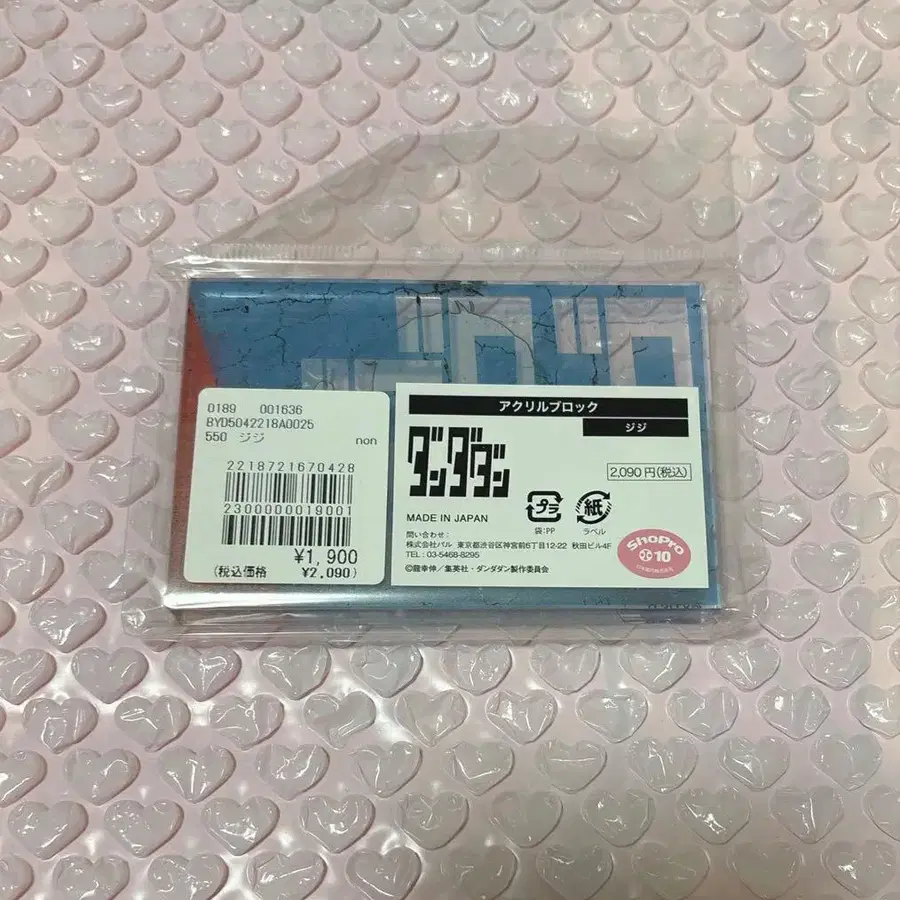 0189 001636
BYD5042218A0025
550 ジジ non
2218721670428
2300000019001
¥1,900
(税込価格 ¥2,090)
アクリルブロック
ジジ
ダンダダン
2,090円(税込)
MADE IN JAPAN
プラ
袋:PP
紙
ラベル
問い合わせ:
株式会社パル 東京都渋谷区神宮前6丁目12-22 秋田ビル4F
TEL : 03-5468-8295
©龍幸伸/集英社・ダンダダン製作委員会
ShoPro
10